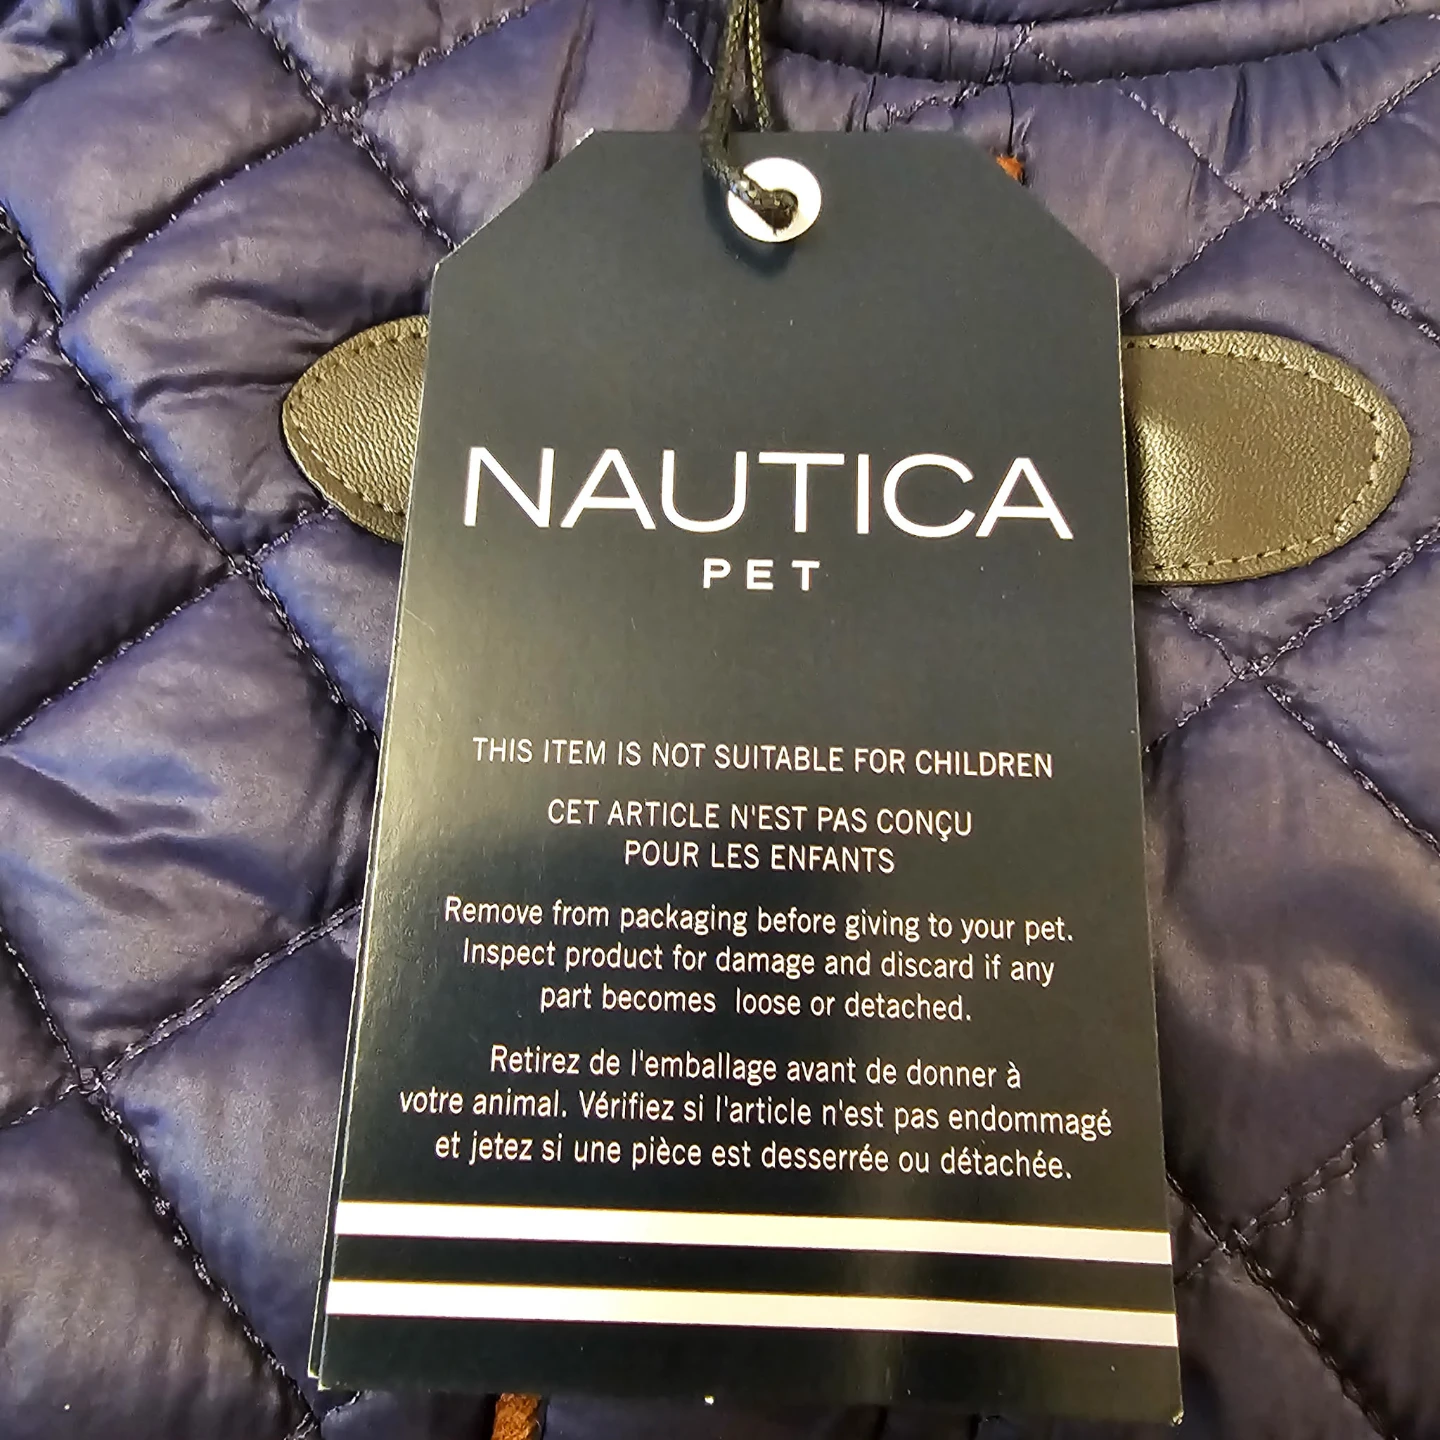 NAUTICA
PET
THIS ITEM IS NOT SUITABLE FOR CHILDREN
CET ARTICLE N'EST PAS CONÇU
POUR LES ENFANTS
Remove from packaging before giving to your pet.
Inspect product for damage and discard if any
part becomes loose or detached.
Retirez de l'emballage avant de donner à
votre animal. Vérifiez si l'article n'est pas endommagé
et jetez si une pièce est desserrée ou détachée.